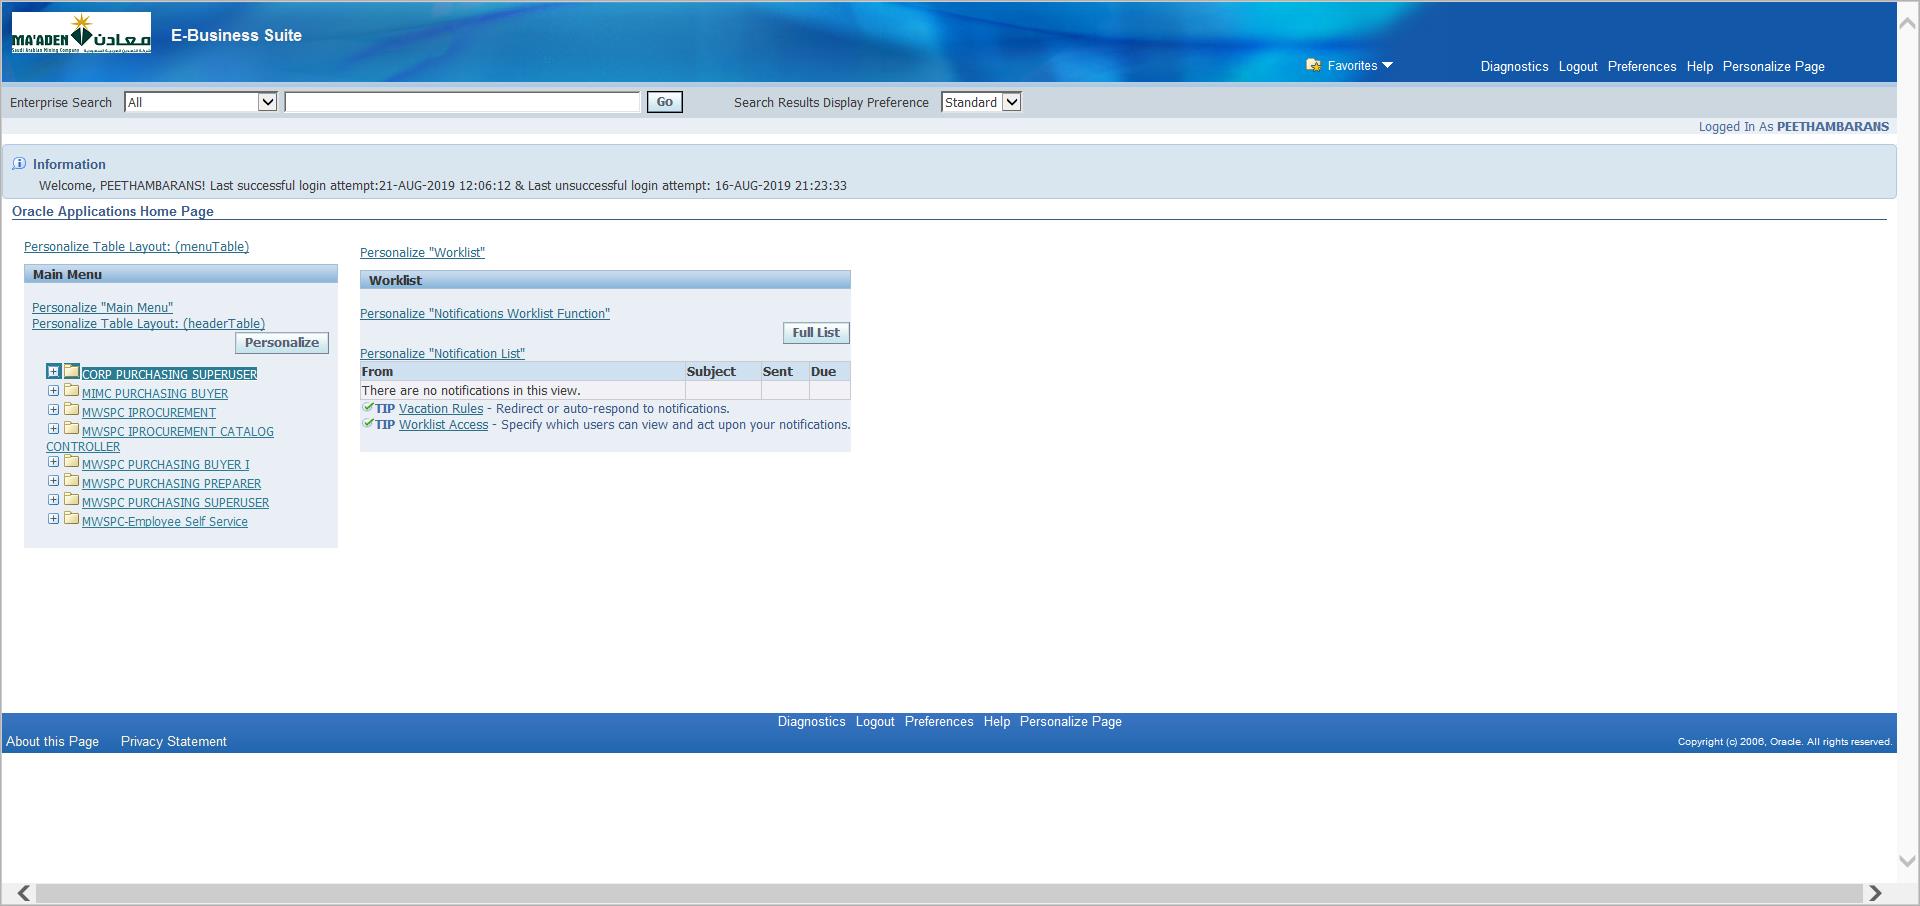 MA'ADEN معادن
Saudi Arabian Mining Company شركة التعدين العربية السعودية
E-Business Suite
Favorites
Diagnostics Logout Preferences Help Personalize Page
Enterprise Search All Go Search Results Display Preference Standard
Logged In As PEETHAMBARANS
Information
Welcome, PEETHAMBARANS! Last successful login attempt:21-AUG-2019 12:06:12 & Last unsuccessful login attempt: 16-AUG-2019 21:23:33
Oracle Applications Home Page
Personalize Table Layout: (menuTable)
Main Menu
Personalize "Main Menu"
Personalize Table Layout: (headerTable)
Personalize
CORP PURCHASING SUPERUSER
MIMC PURCHASING BUYER
MWSPC IPROCUREMENT
MWSPC IPROCUREMENT CATALOG
CONTROLLER
MWSPC PURCHASING BUYER I
MWSPC PURCHASING PREPARER
MWSPC PURCHASING SUPERUSER
MWSPC-Employee Self Service
Personalize "Worklist"
Worklist
Personalize "Notifications Worklist Function"
Full List
Personalize "Notification List"
From Subject Sent Due
There are no notifications in this view.
TIP Vacation Rules - Redirect or auto-respond to notifications.
TIP Worklist Access - Specify which users can view and act upon your notifications.
Diagnostics Logout Preferences Help Personalize Page
About this Page Privacy Statement
Copyright (c) 2006, Oracle. All rights reserved.